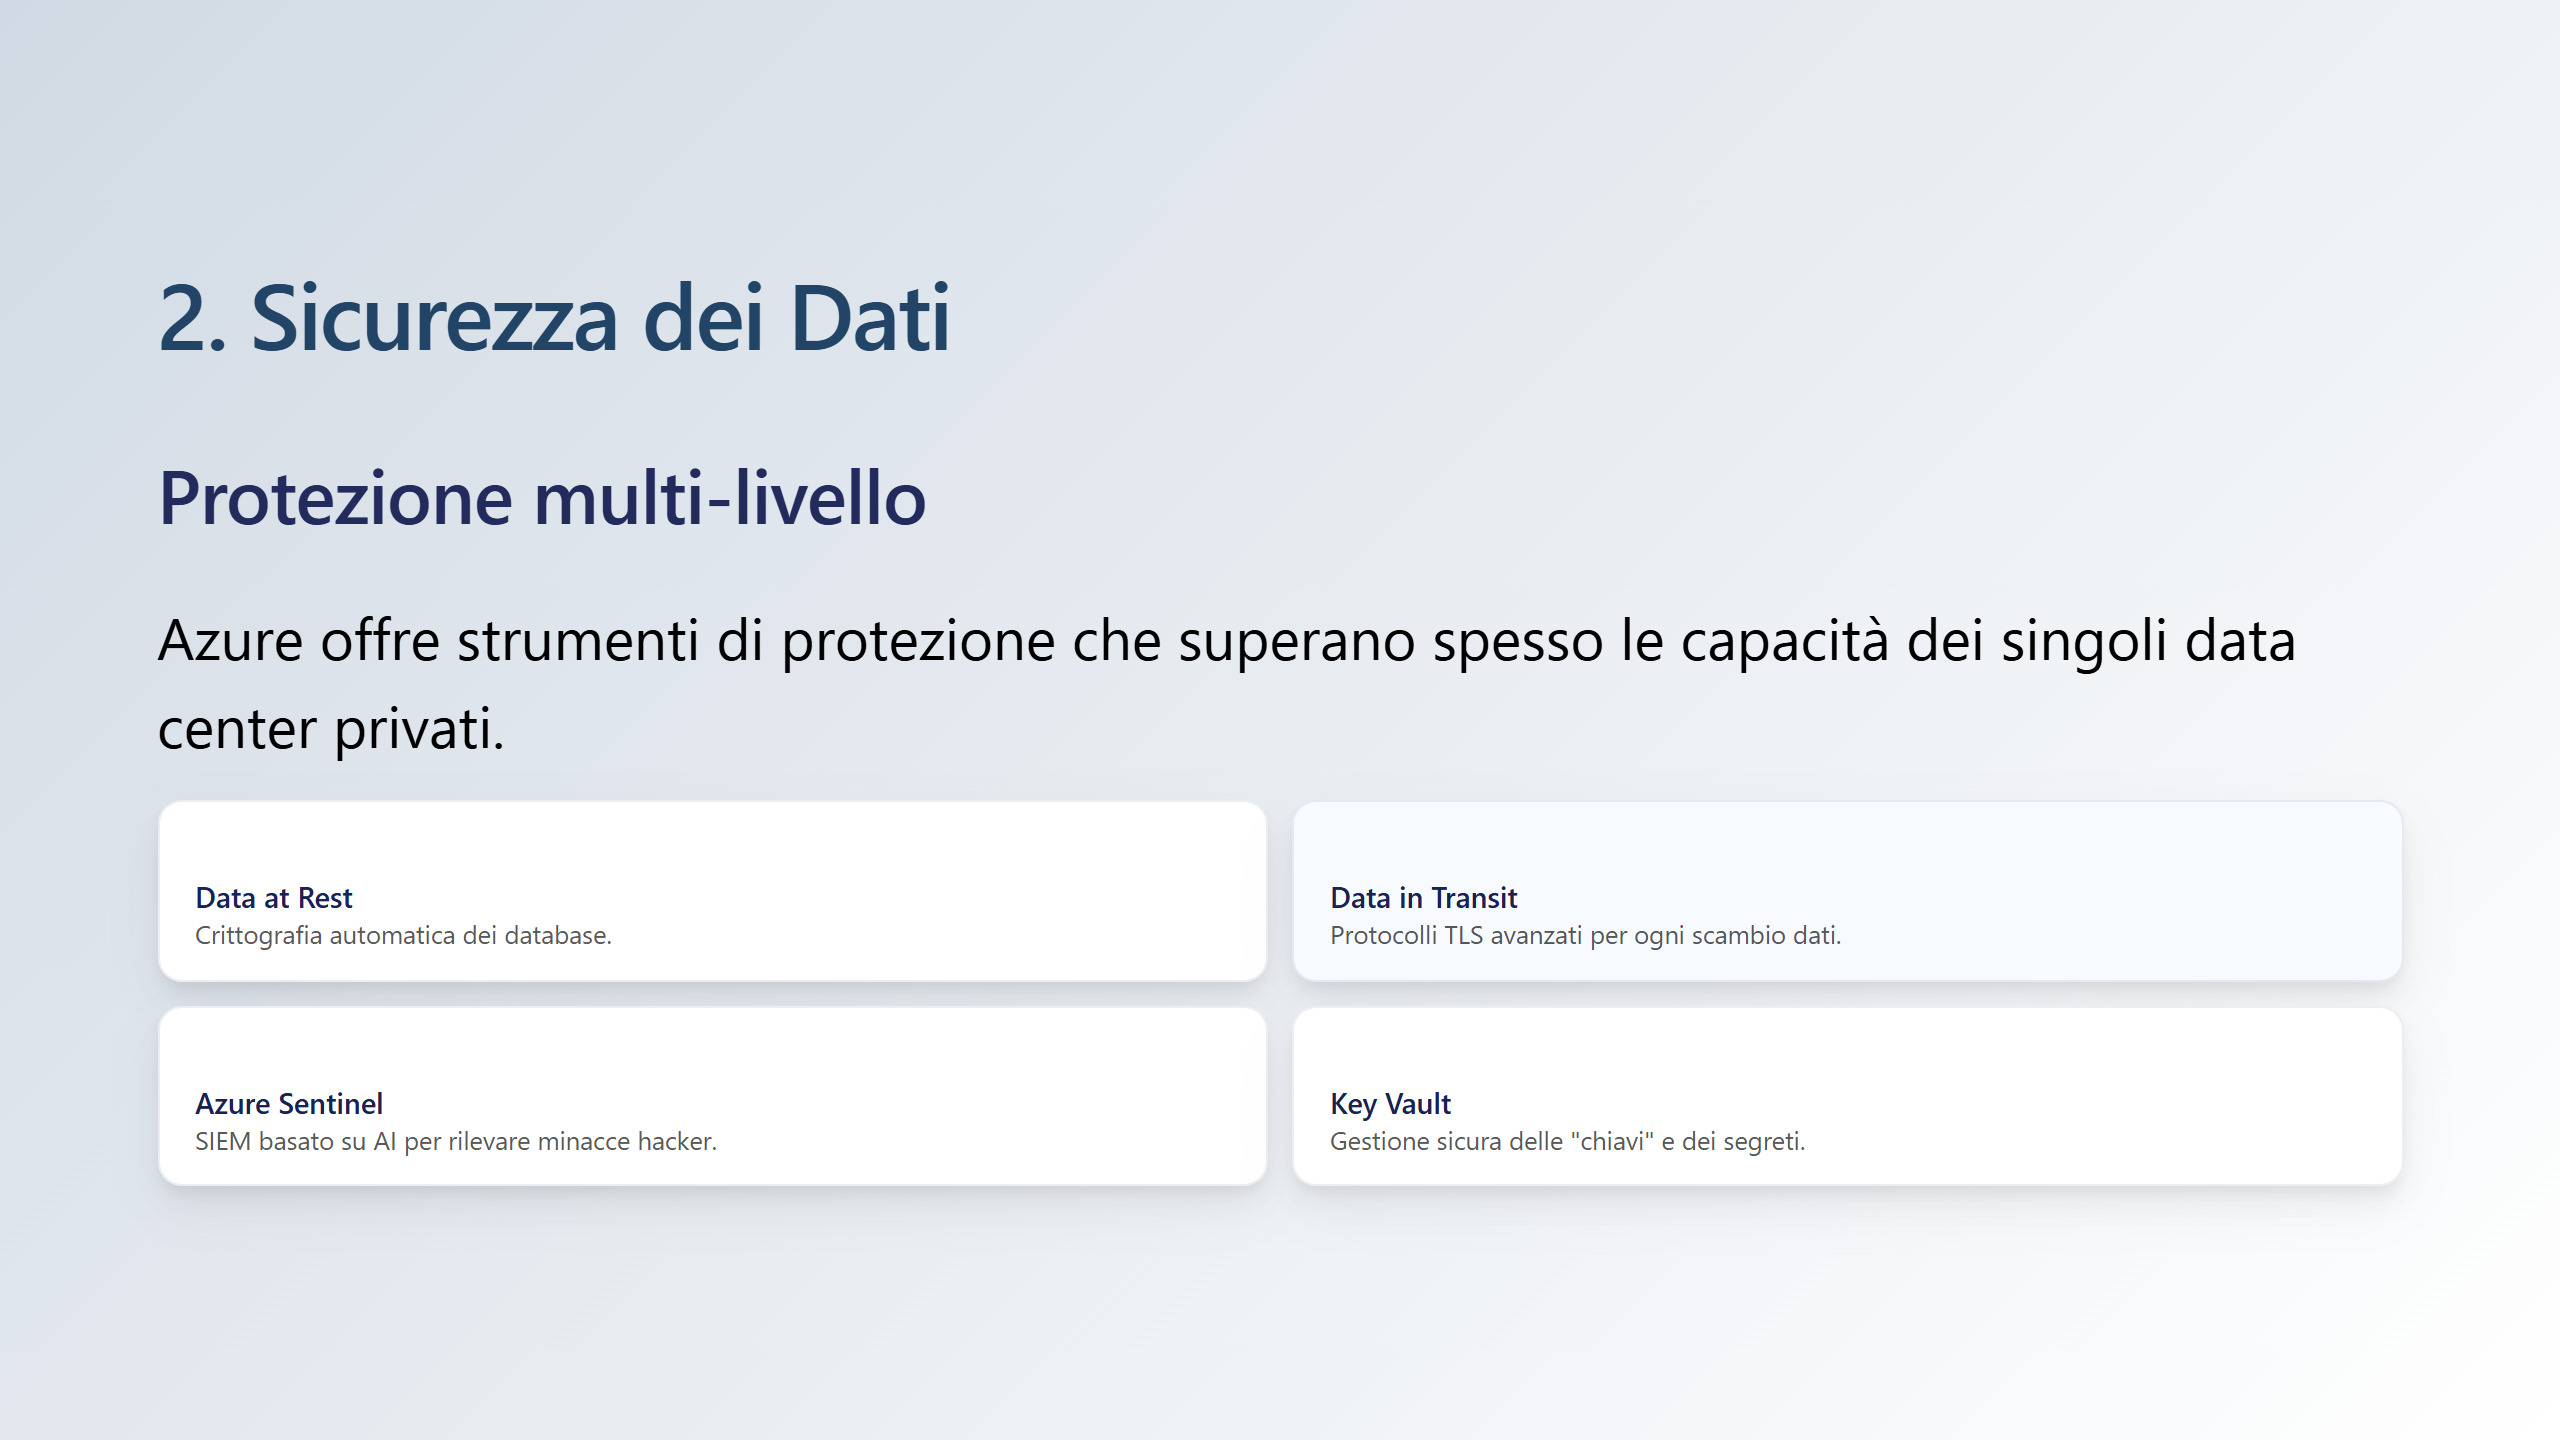 2. Sicurezza dei Dati
Protezione multi-livello
Azure offre strumenti di protezione che superano spesso le capacità dei singoli data
center privati.
Data at Rest
Crittografia automatica dei database.
Data in Transit
Protocolli TLS avanzati per ogni scambio dati.
Azure Sentinel
SIEM basato su AI per rilevare minacce hacker.
Key Vault
Gestione sicura delle "chiavi" e dei segreti.